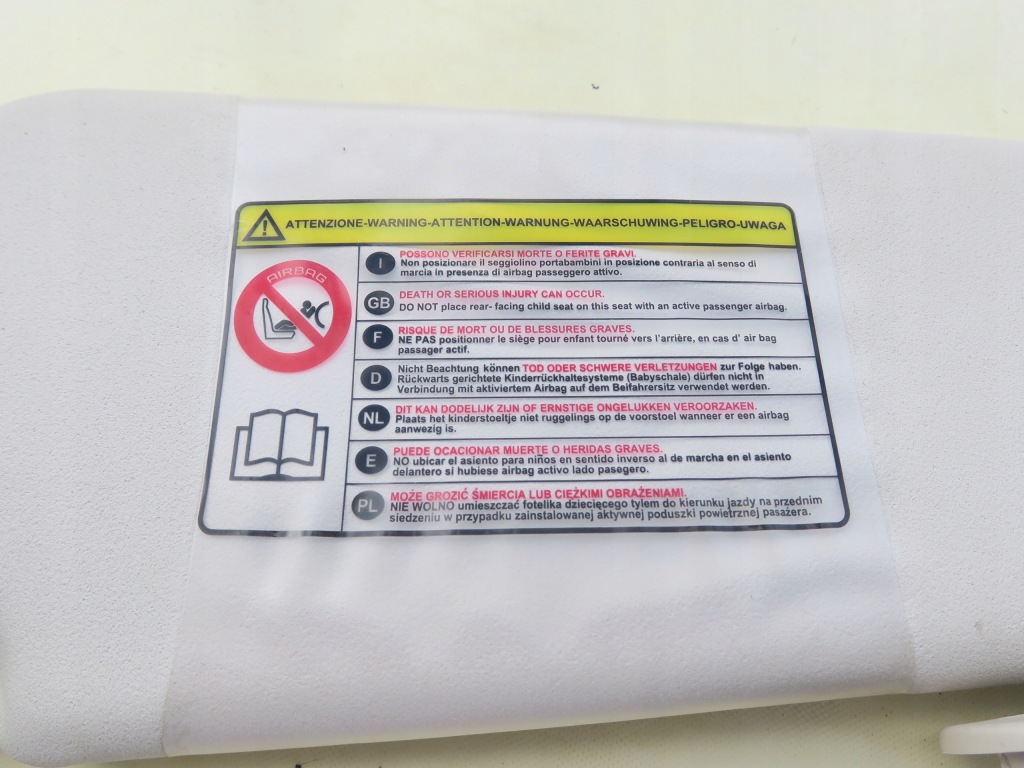 ATTENZIONE-WARNING-ATTENTION-WARNUNG-WAARSCHUWING-PELIGRO-UWAGA
AIRBAG
I
POSSONO VERIFICARSI MORTE O FERITE GRAVI.
Non posizionare il seggiolino portabambini in posizione contraria al senso di
marcia in presenza di airbag passeggero attivo.
GB
DEATH OR SERIOUS INJURY CAN OCCUR.
DO NOT place rear- facing child seat on this seat with an active passenger airbag.
F
RISQUE DE MORT OU DE BLESSURES GRAVES.
NE PAS positionner le siège pour enfant tourné vers l'arrière, en cas d' air bag
passager actif.
D
Nicht Beachtung können TOD ODER SCHWERE VERLETZUNGEN zur Folge haben.
Rückwarts gerichtete Kinderrückhaltesysteme (Babyschale) dürfen nicht in
Verbindung mit aktiviertem Airbag auf dem Beifahrersitz verwendet werden.
NL
DIT KAN DODELIJK ZIJN OF ERNSTIGE ONGELUKKEN VEROORZAKEN.
Plaats het kinderstoeltje niet ruggelings op de voorstoel wanneer er een airbag
aanwezig is.
E
PUEDE OCACIONAR MUERTE O HERIDAS GRAVES.
NO ubicar el asiento para niños en sentido inverso al de marcha en el asiento
delantero si hubiese airbag activo lado pasegero.
PL
MOŻE GROZIĆ ŚMIERCIĄ LUB CIĘŻKIMI OBRAŻENIAMI.
NIE WOLNO umieszczać fotelika dziecięcego tyłem do kierunku jazdy na przednim
siedzeniu w przypadku zainstalowanej aktywnej poduszki powietrznej pasażera.